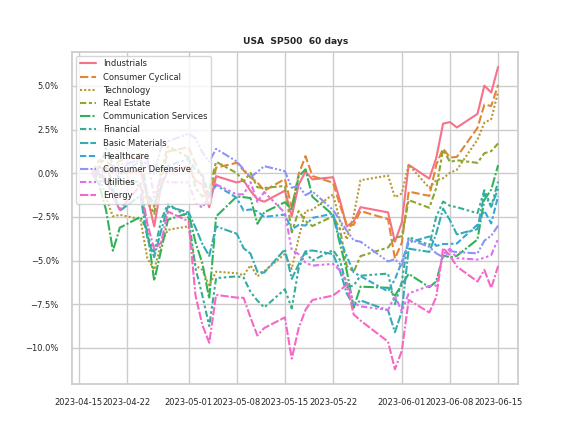 USA SP500 60 days
Industrials
Consumer Cyclical
Technology
Real Estate
Communication Services
Financial
Basic Materials
Healthcare
Consumer Defensive
Utilities
Energy
5.0%
2.5%
0.0%
−2.5%
−5.0%
−7.5%
−10.0%
2023-04-15 2023-04-22 2023-05-01 2023-05-08 2023-05-15 2023-05-22 2023-06-01 2023-06-08 2023-06-15